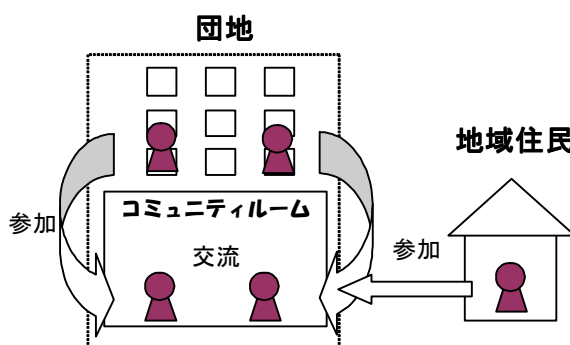 団地
地域住民
コミュニティルーム
参加
交流
参加